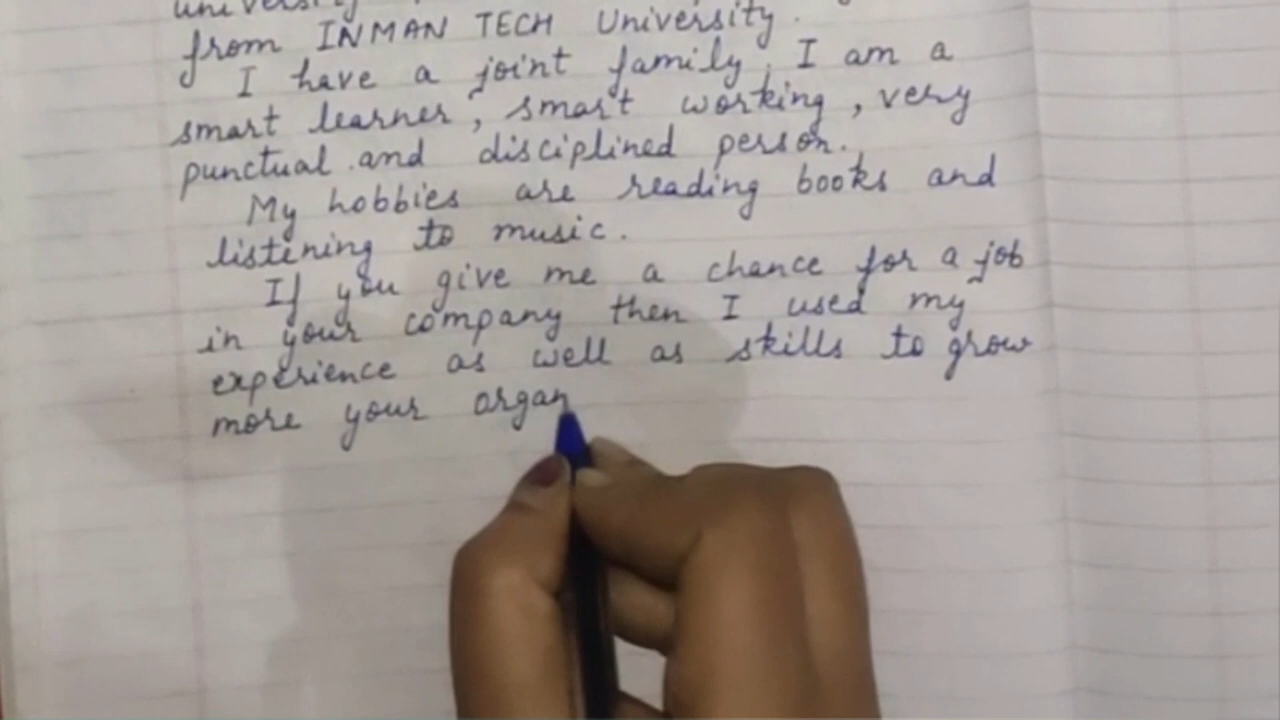 university
from INMAN TECH University.
I have a joint family. I am a
smart learner, smart working, very
punctual and disciplined person.
My hobbies are reading books and
listening to music.
If you give me a chance for a job
in your company then I used my
experience as well as skills to grow
more your organ